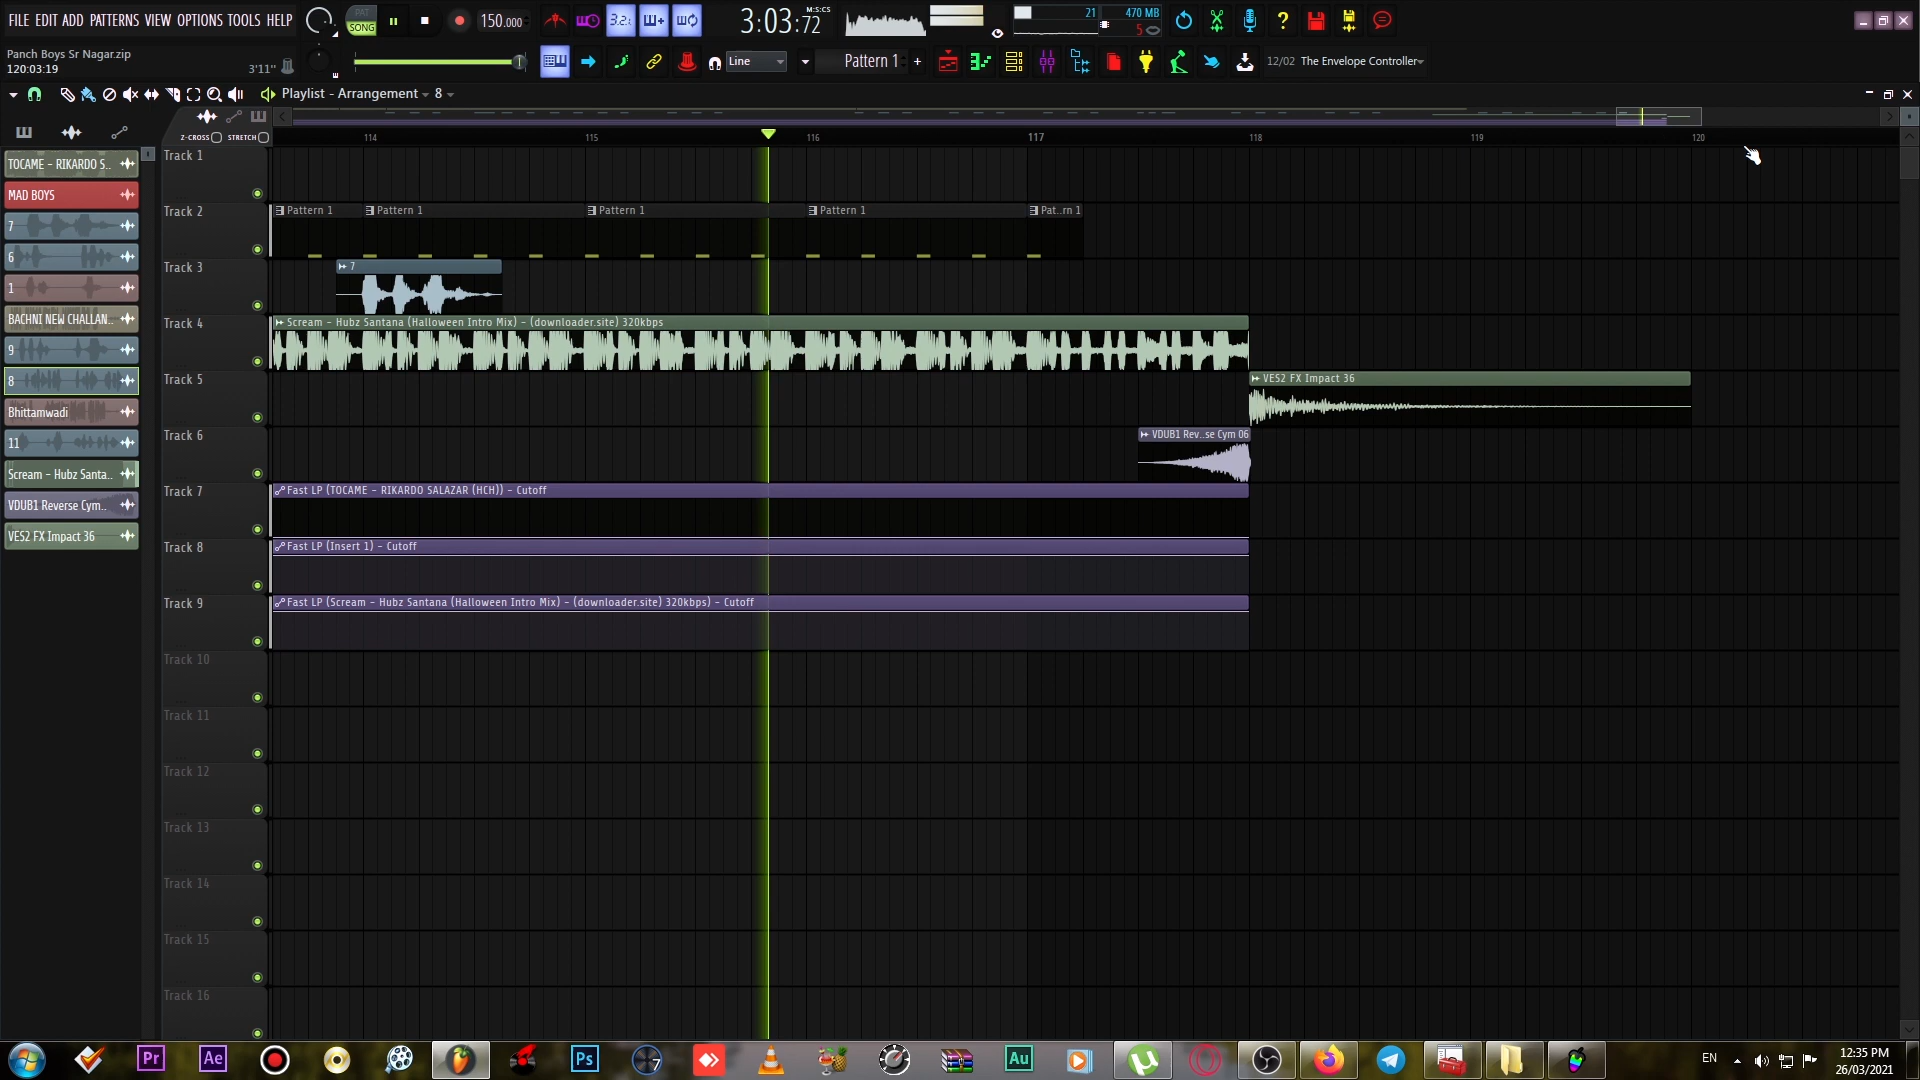 FILE EDIT ADD PATTERNS VIEW OPTIONS TOOLS HELP
PAT
SONG
150.000
3.2.
3:03:72
M:S:CS
21
470 MB
5
Panch Boys Sr Nagar.zip
120:03:19
3'11"
Line
Pattern 1
+
12/02 The Envelope Controller
Playlist - Arrangement
8
Z-CROSS
STRETCH
114
115
116
117
118
119
120
TOCAME - RIKARDO S..
MAD BOYS
7
6
1
BACHNI NEW CHALLAN..
9
8
Bhittamwadi
11
Scream - Hubz Santa..
VDUB1 Reverse Cym..
VES2 FX Impact 36
Track 1
Track 2
Pattern 1
Pattern 1
Pattern 1
Pattern 1
Pat..rn 1
Track 3
7
Track 4
Scream - Hubz Santana (Halloween Intro Mix) - (downloader.site) 320kbps
Track 5
VES2 FX Impact 36
Track 6
VDUB1 Rev..se Cym 06
Track 7
Fast LP (TOCAME - RIKARDO SALAZAR (HCH)) - Cutoff
Track 8
Fast LP (Insert 1) - Cutoff
Track 9
Fast LP (Scream - Hubz Santana (Halloween Intro Mix) - (downloader.site) 320kbps) - Cutoff
Track 10
Track 11
Track 12
Track 13
Track 14
Track 15
Track 16
Pr
Ae
Ps
7
Au
EN
12:35 PM
26/03/2021